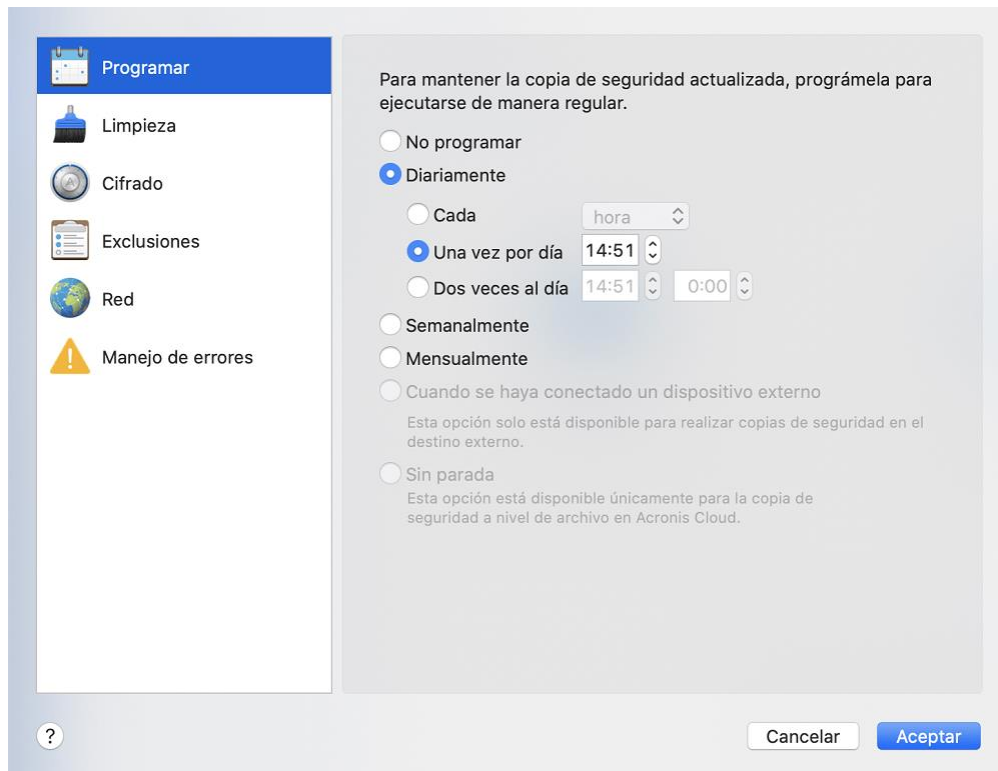 Programar
Limpieza
Cifrado
Exclusiones
Red
Manejo de errores
Para mantener la copia de seguridad actualizada, prográmela para
ejecutarse de manera regular.
No programar
Diariamente
Cada hora
Una vez por día 14:51
Dos veces al día 14:51 0:00
Semanalmente
Mensualmente
Cuando se haya conectado un dispositivo externo
Esta opción solo está disponible para realizar copias de seguridad en el
destino externo.
Sin parada
Esta opción está disponible únicamente para la copia de
seguridad a nivel de archivo en Acronis Cloud.
?
Cancelar
Aceptar